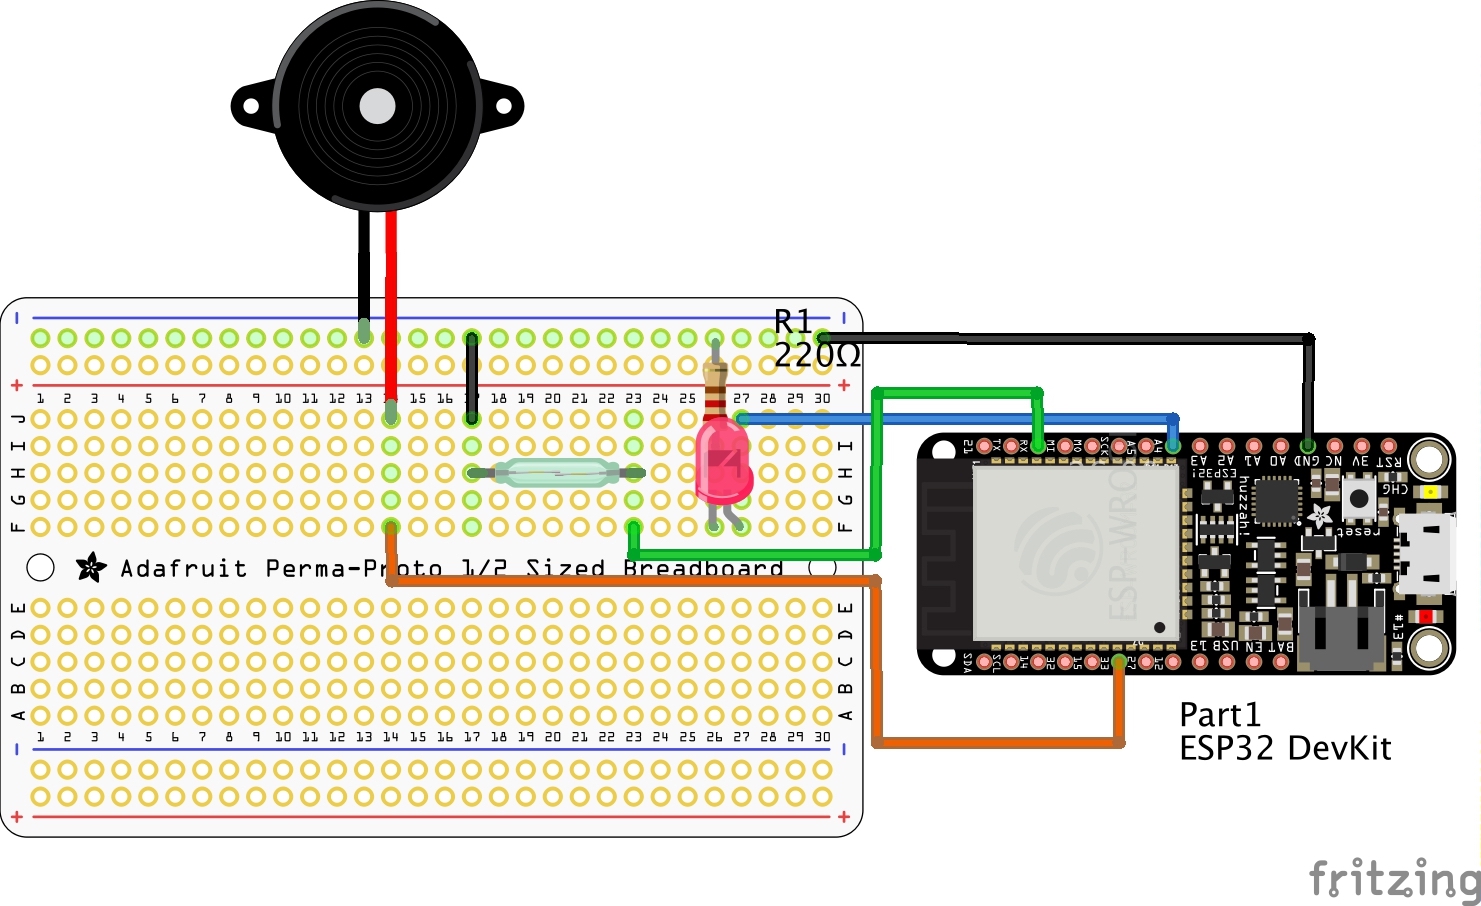 R1
220Ω
1 2 3 4 5 6 7 8 9 10 11 12 13 14 15 16 17 18 19 20 21 22 23 24 25 27 28 29 30
J
I I
H H
G G
F F
Adafruit Perma-Proto 1/2 Sized Breadboard
E E
D D
C C
B B
A A
1 2 3 4 5 6 7 8 9 10 11 12 13 14 15 16 17 18 19 20 21 22 23 24 25 26 27 28 29 30
21 TX RX MI MO SCK A5 A4 A3 A2 A1 A0 GND NC 3V RST
ESP32!
huzzah!
CHG
reset
ESP-WRO
#13
SDA SCL 14 32 15 33 27 12 13 USB EN BAT
Part1
ESP32 DevKit
fritzing